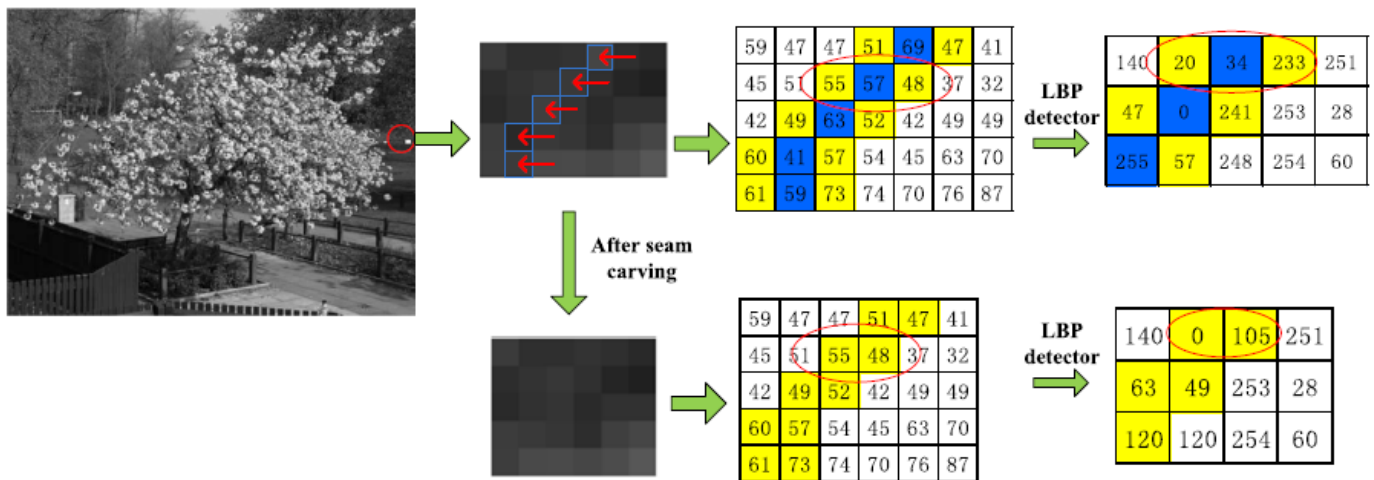 59 47 47 51 69 47 41
45 51 55 57 48 37 32
42 49 63 52 42 49 49
60 41 57 54 45 63 70
61 59 73 74 70 76 87
LBP
detector
140 20 34 233 251
47 0 241 253 28
255 57 248 254 60
After seam
carving
59 47 47 51 47 41
45 51 55 48 37 32
42 49 52 42 49 49
60 57 54 45 63 70
61 73 74 70 76 87
LBP
detector
140 0 105 251
63 49 253 28
120 120 254 60